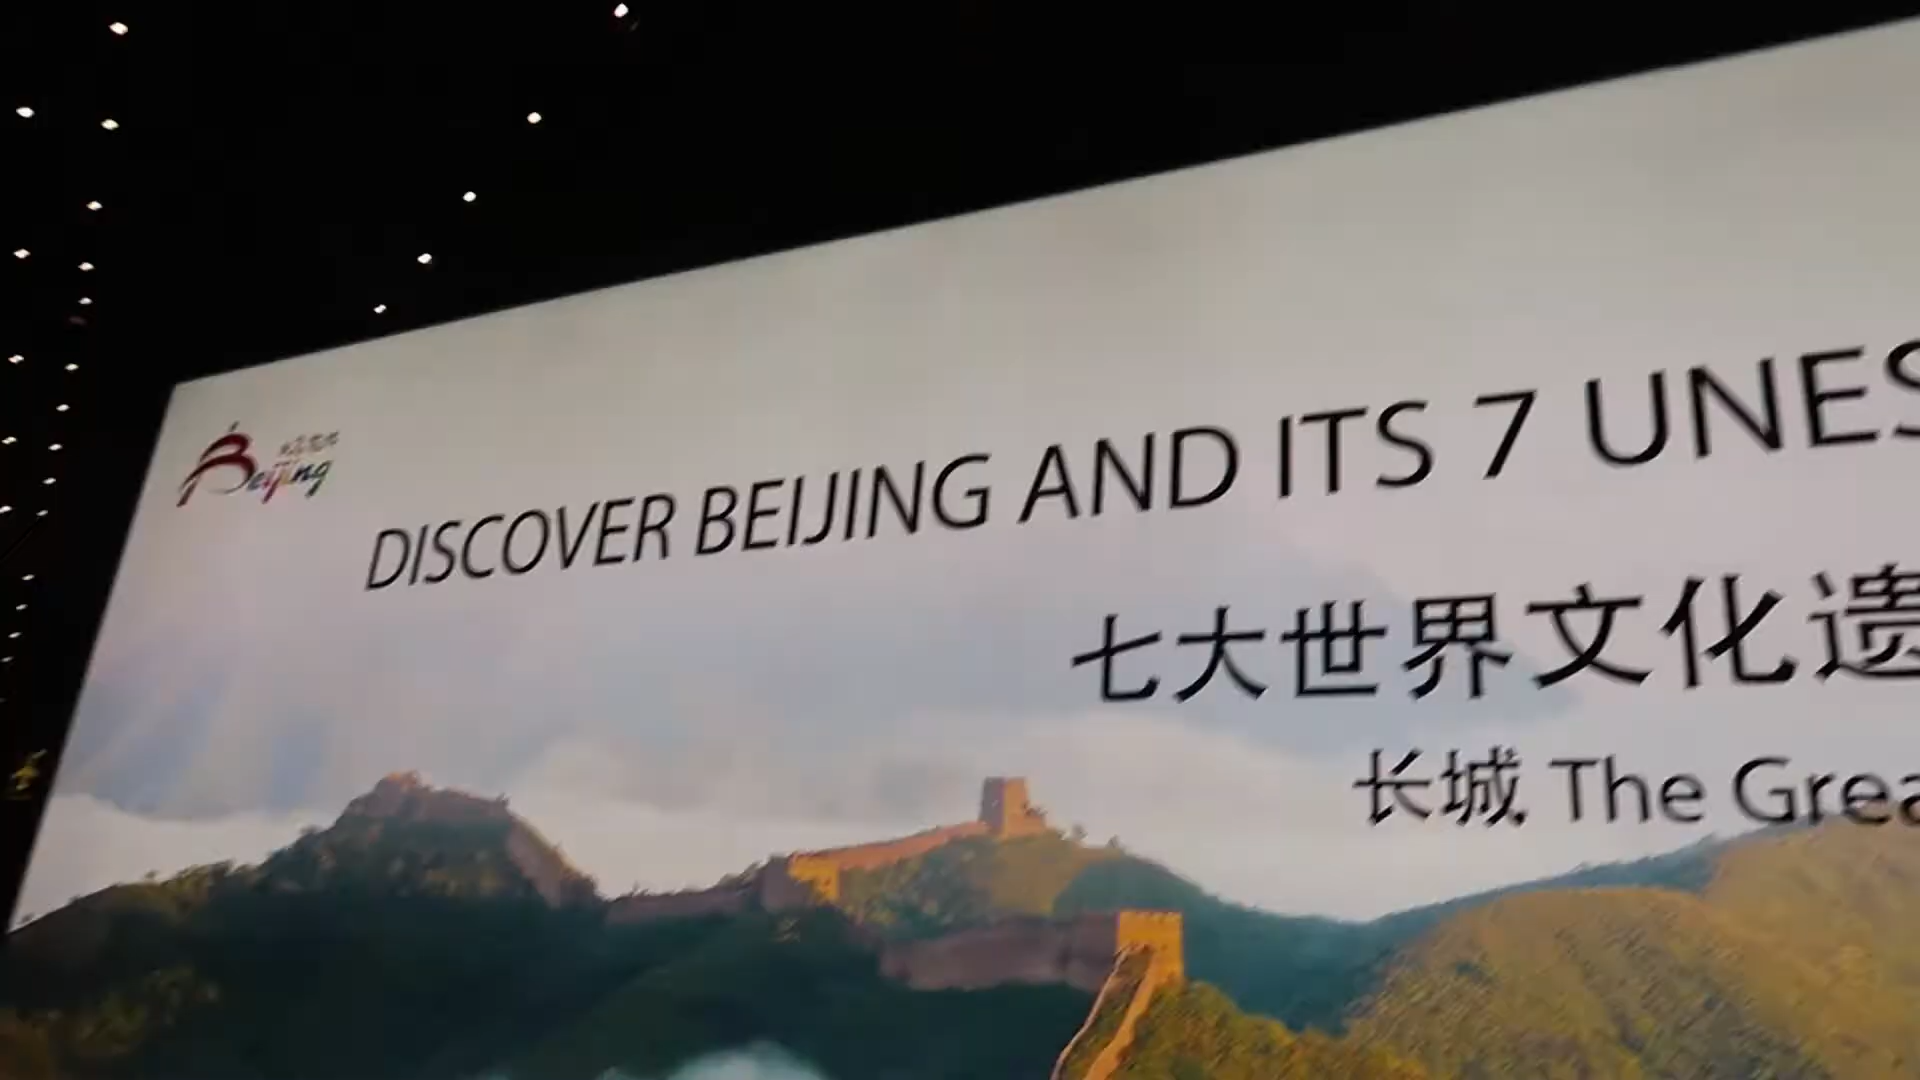 Beijing
DISCOVER BEIJING AND ITS 7 UNES
七大世界文化遗
长城 The Grea